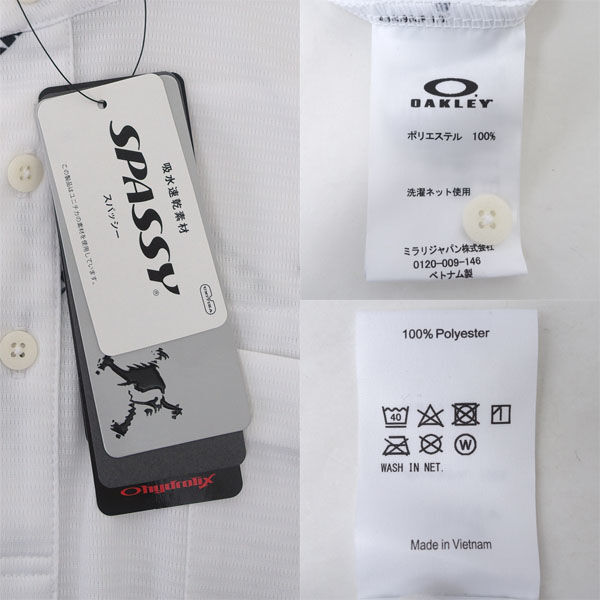 吸水速乾素材
SPASSY®
スパッシー
この製品はユニチカの素材を使用しています。
UNITIKA
Ohydrolix
OAKLEY
ポリエステル 100%
洗濯ネット使用
ミラリジャパン株式会社
0120-009-146
ベトナム製
100% Polyester
40
W
WASH IN NET.
Made in Vietnam